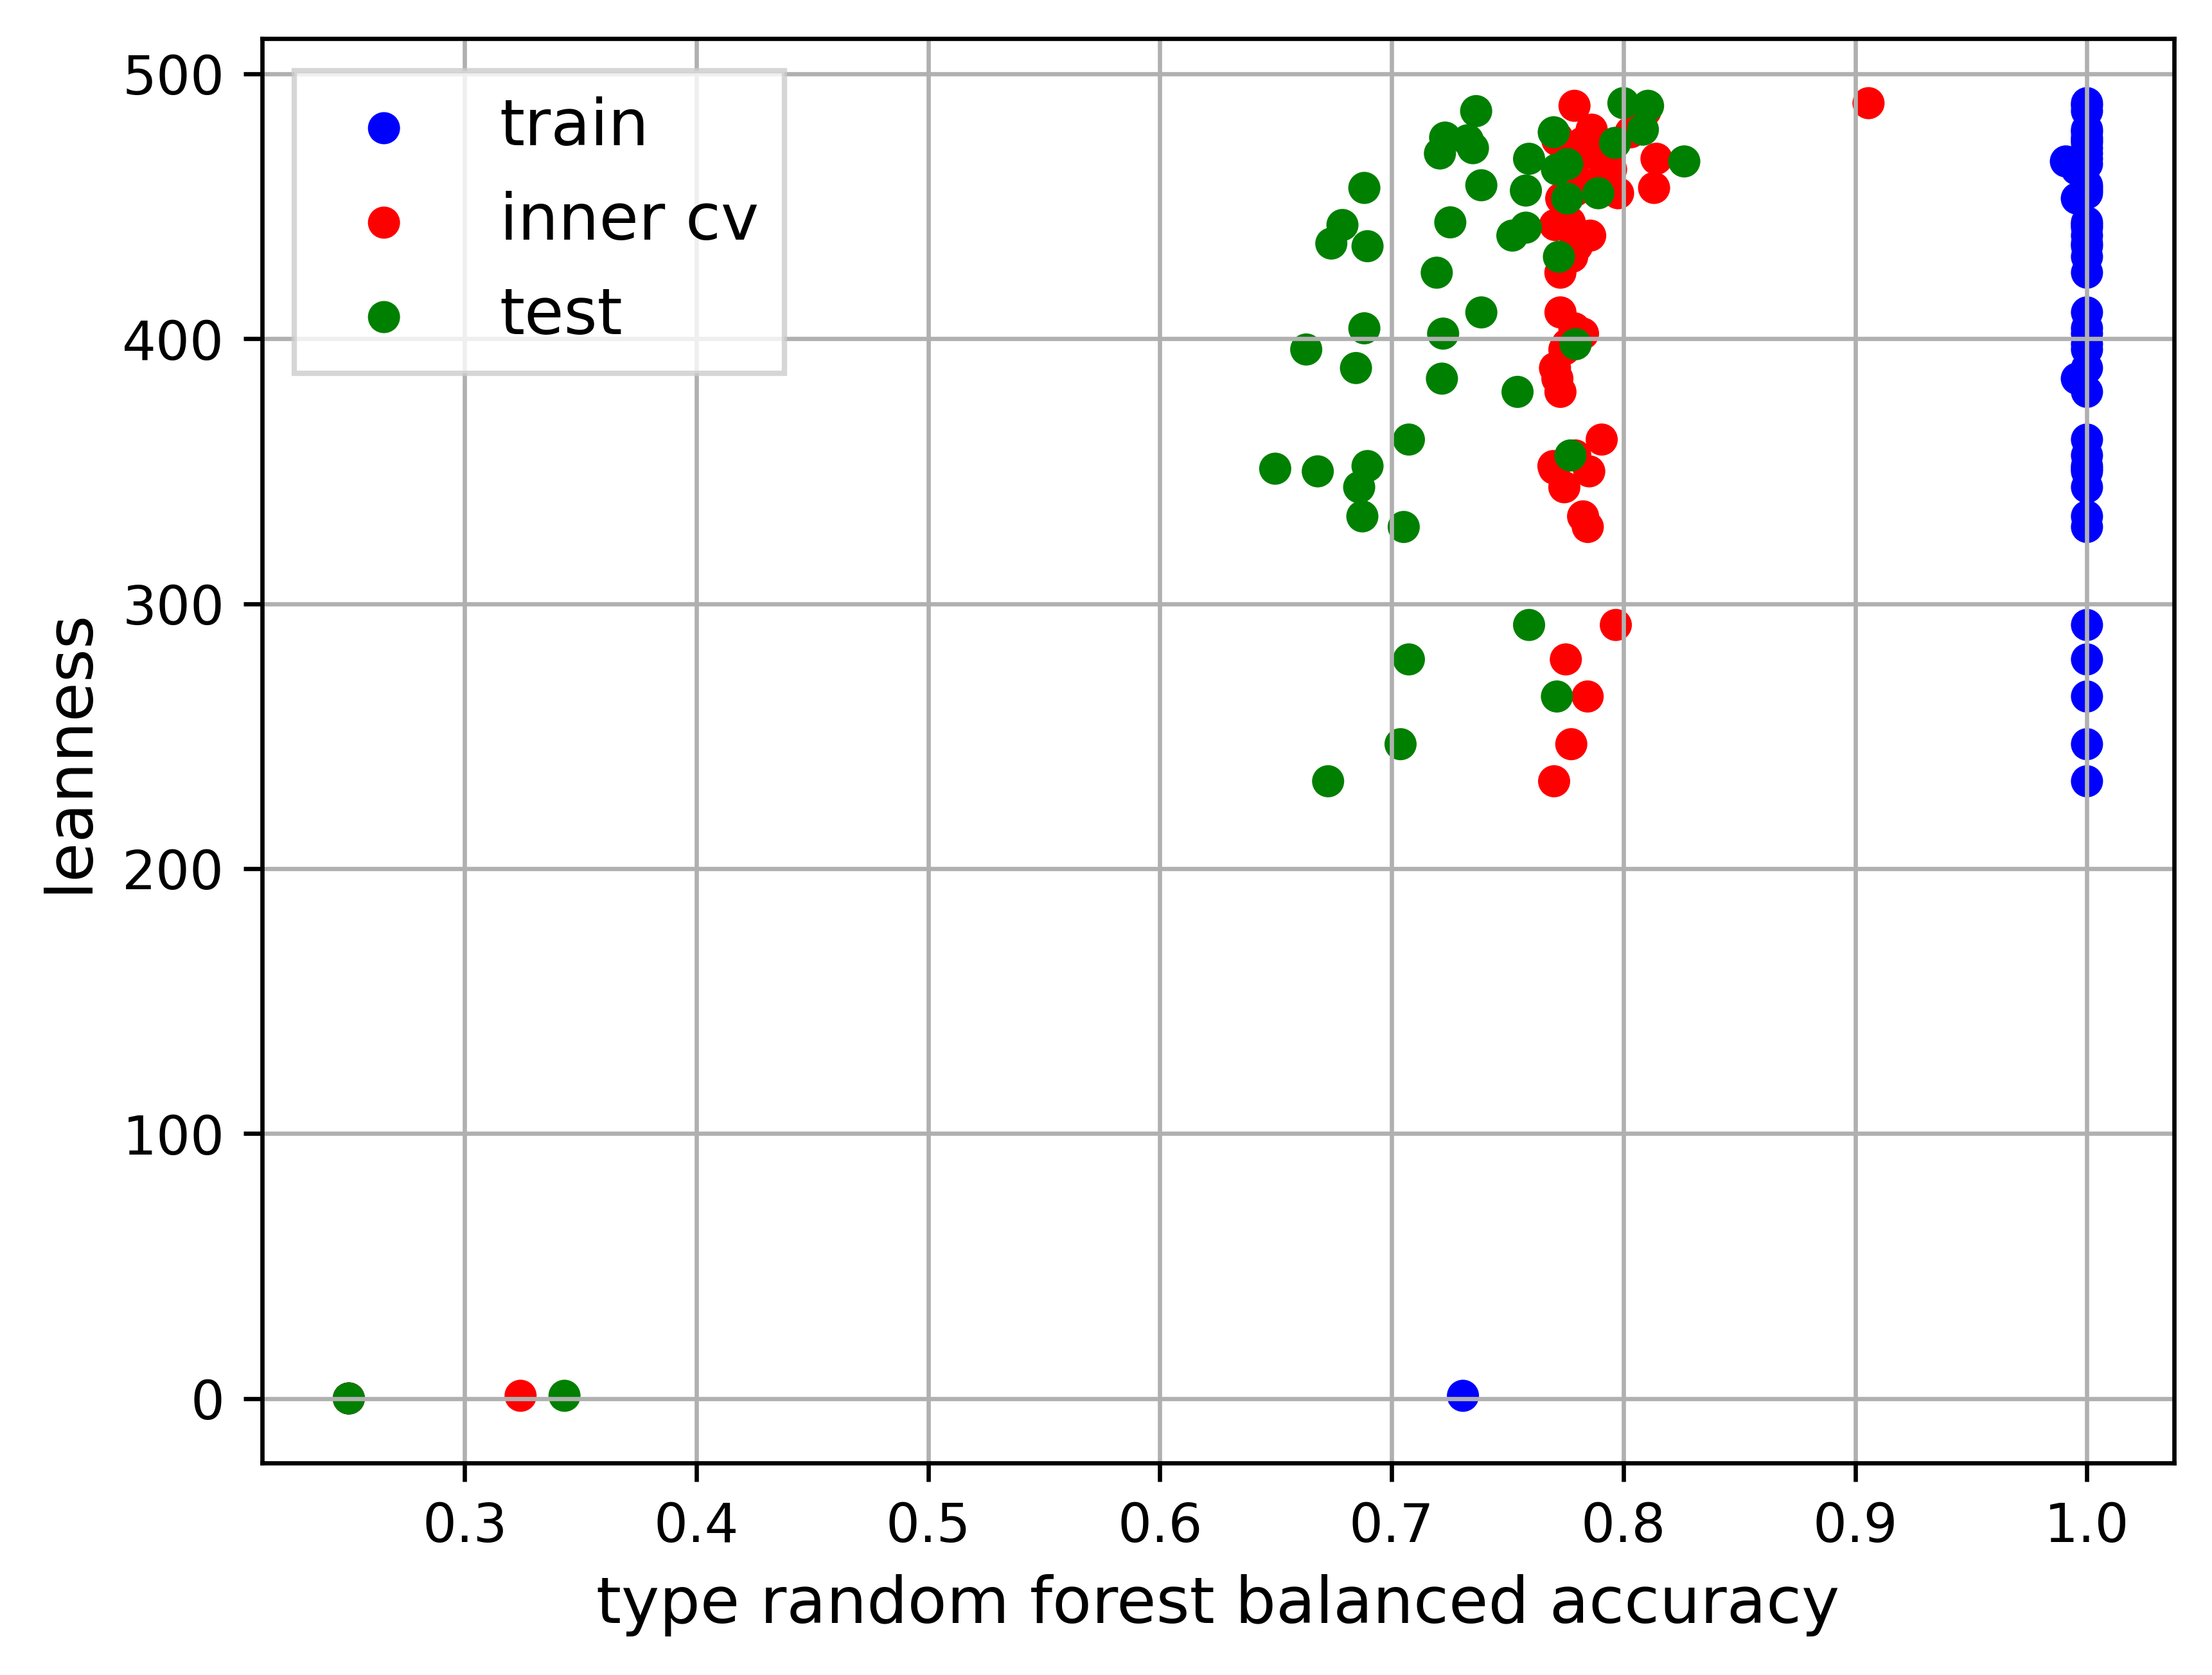 500
400
300
200
100
0
leanness
train
inner cv
test
0.3 0.4 0.5 0.6 0.7 0.8 0.9 1.0
type random forest balanced accuracy